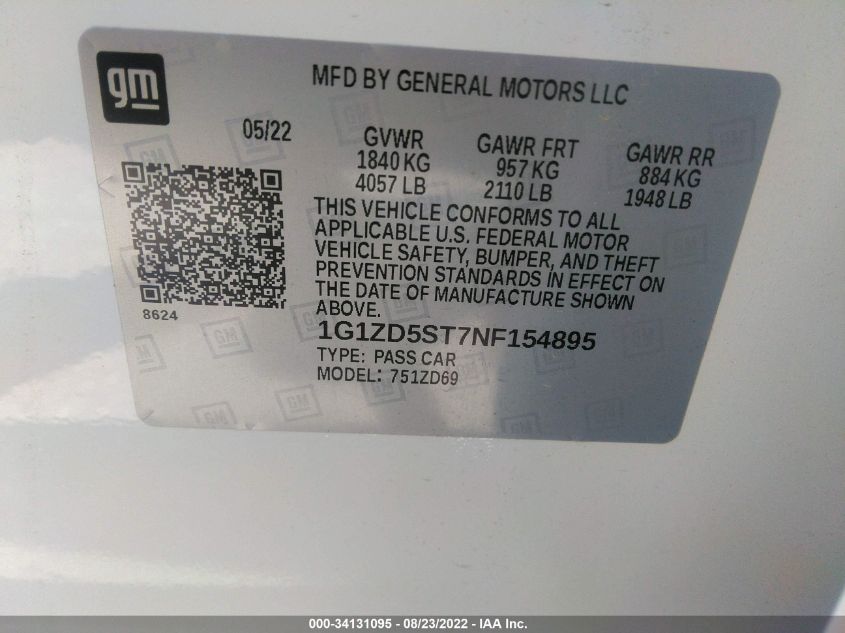 gm
MFD BY GENERAL MOTORS LLC
05/22
GVWR
1840 KG
4057 LB
GAWR FRT
957 KG
2110 LB
GAWR RR
884 KG
1948 LB
THIS VEHICLE CONFORMS TO ALL
APPLICABLE U.S. FEDERAL MOTOR
VEHICLE SAFETY, BUMPER, AND THEFT
PREVENTION STANDARDS IN EFFECT ON
THE DATE OF MANUFACTURE SHOWN
ABOVE.
8624
1G1ZD5ST7NF154895
TYPE: PASS CAR
MODEL: 751ZD69
000-34131095 - 08/23/2022 - IAA Inc.